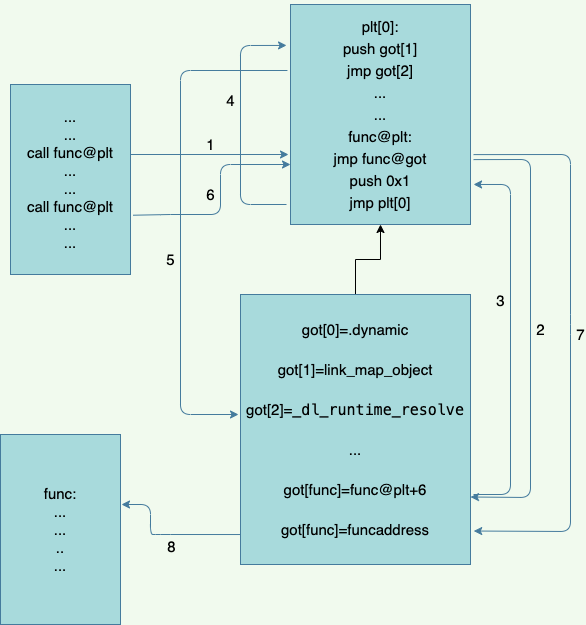 plt[0]:
push got[1]
jmp got[2]
...
...
func@plt:
jmp func@got
push 0x1
jmp plt[0]
...
...
call func@plt
...
...
call func@plt
...
...
1
6
4
5
3
2
7
got[0]=.dynamic
got[1]=link_map_object
got[2]=_dl_runtime_resolve
...
got[func]=func@plt+6
got[func]=funcaddress
func:
...
...
..
...
8